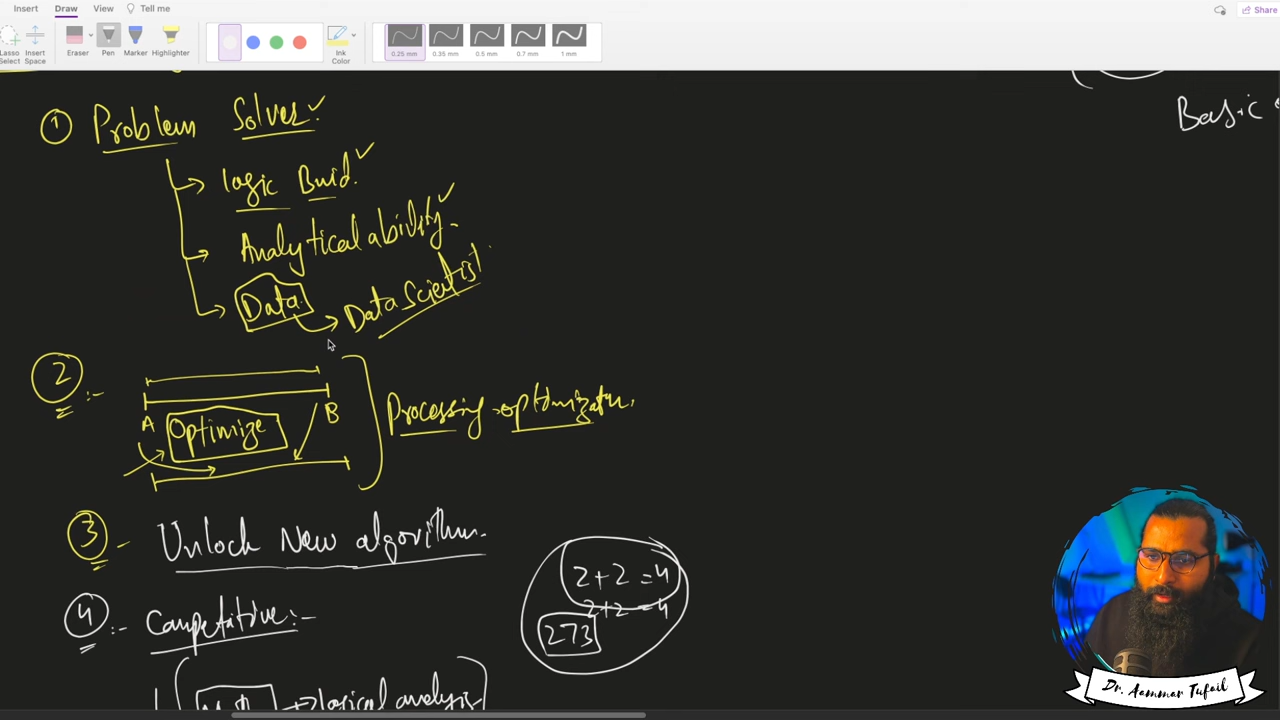 Insert Draw View Tell me
Share
Lasso Select
Insert Space
Eraser
Pen
Marker
Highlighter
Ink Color
0.25 mm
0.35 mm
0.5 mm
0.7 mm
1 mm
Basic
① Problem Solver ✓
→ logic Buid. ✓
→ Analytical ability. ✓
→ Data → Data Scientist
② :-
A B
Optimize
Processing
③ - Unlock New algorithm.
2+2=4
2+2=4
273
④ :- Competitive :-
→ logical analysis
Dr. Aammar Tufail